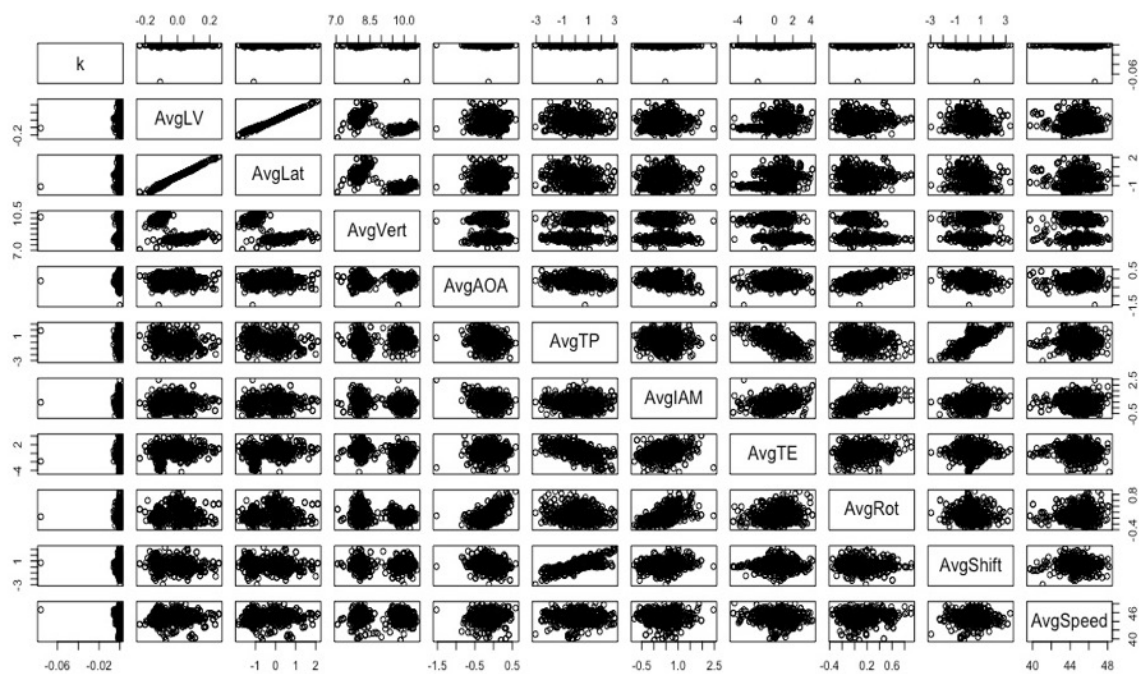 -0.2 0.0 0.2 7.0 8.5 10.0 -3 -1 1 3 -4 0 2 4 -3 -1 1 3
k -0.06
-0.2 AvgLV
AvgLat -1 2
7.0 10.5 AvgVert
AvgAOA -1.5 0.5
-3 1 AvgTP
AvgIAM -0.5 2.5
-4 2 AvgTE
AvgRot -0.4 0.8
-3 1 AvgShift
AvgSpeed 40 46
-0.06 -0.02 -1 0 1 2 -1.5 -0.5 0.5 -0.5 1.0 2.5 -0.4 0.2 0.6 40 44 48